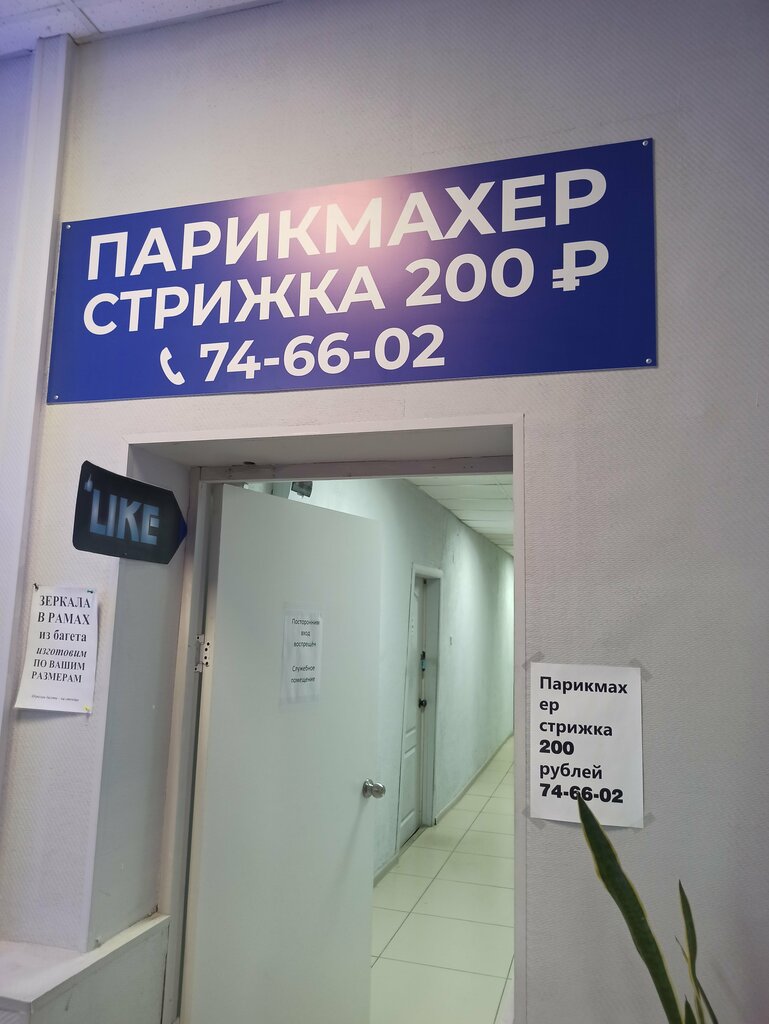 ПАРИКМАХЕР
СТРИЖКА 200 ₽
74-66-02
LIKE
ЗЕРКАЛА
В РАМАХ
из багета
изготовим
ПО ВАШИМ
РАЗМЕРАМ
Посторонним
вход
воспрещён
Служебное
помещение
Парикмах
ер
стрижка
200
рублей
74-66-02